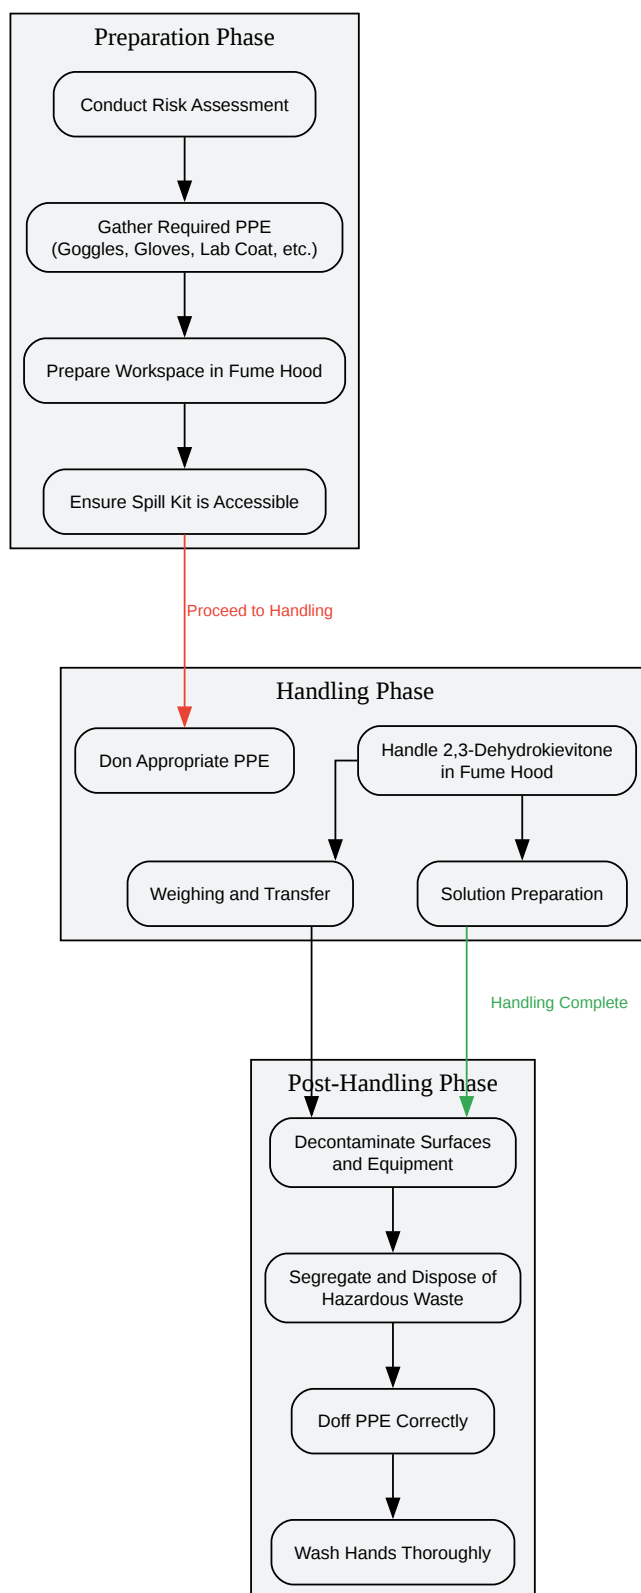 Preparation Phase
Conduct Risk Assessment
Gather Required PPE
(Goggles, Gloves, Lab Coat, etc.)
Prepare Workspace in Fume Hood
Ensure Spill Kit is Accessible
Proceed to Handling
Handling Phase
Don Appropriate PPE
Handle 2,3-Dehydrokievitone
in Fume Hood
Weighing and Transfer
Solution Preparation
Handling Complete
Post-Handling Phase
Decontaminate Surfaces
and Equipment
Segregate and Dispose of
Hazardous Waste
Doff PPE Correctly
Wash Hands Thoroughly